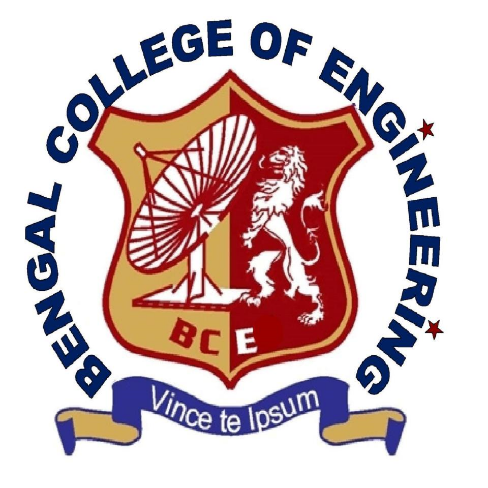 BENGAL COLLEGE OF ENGINEERING
BCE
Vince te Ipsum